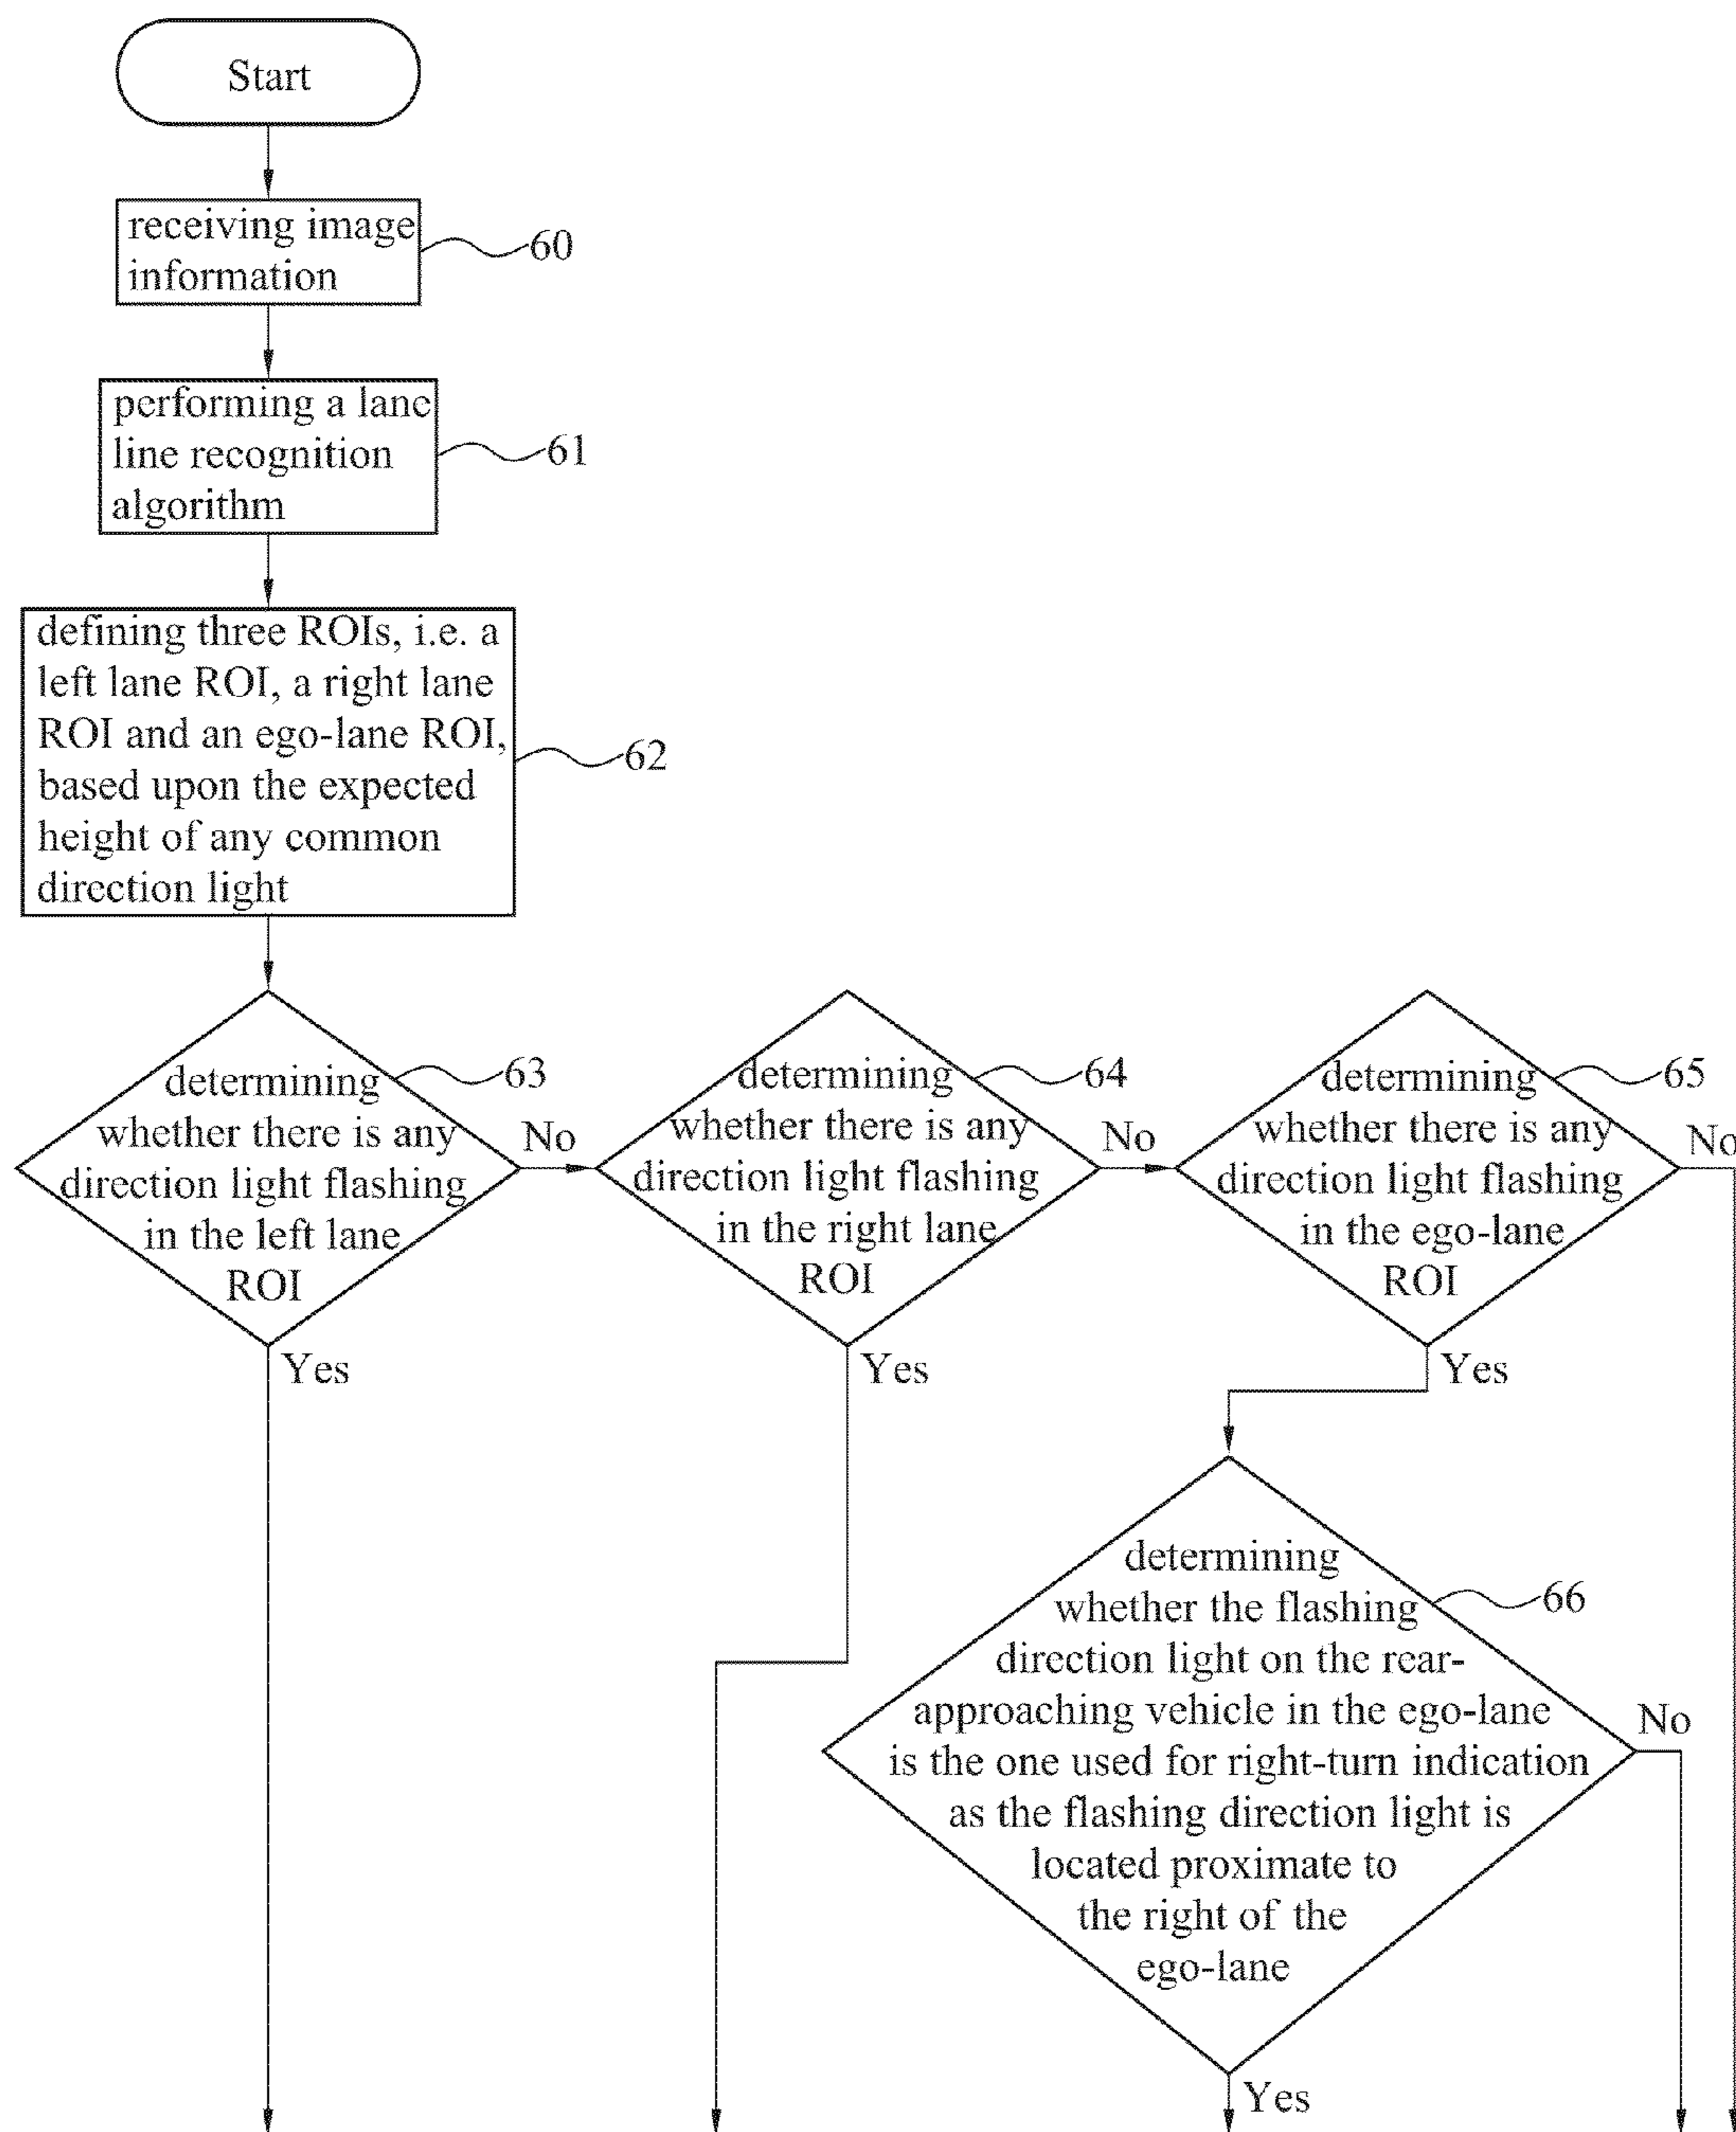 Start
receiving image
information
60
performing a lane
line recognition
algorithm
61
defining three ROIs, i.e. a
left lane ROI, a right lane
ROI and an ego-lane ROI,
based upon the expected
height of any common
direction light
62
determining
whether there is any
direction light flashing
in the left lane
ROI
63
No
Yes
determining
whether there is any
direction light flashing
in the right lane
ROI
64
No
Yes
determining
whether there is any
direction light flashing
in the ego-lane
ROI
65
No
Yes
determining
whether the flashing
direction light on the rear-
approaching vehicle in the ego-lane
is the one used for right-turn indication
as the flashing direction light is
located proximate to
the right of the
ego-lane
66
No
Yes